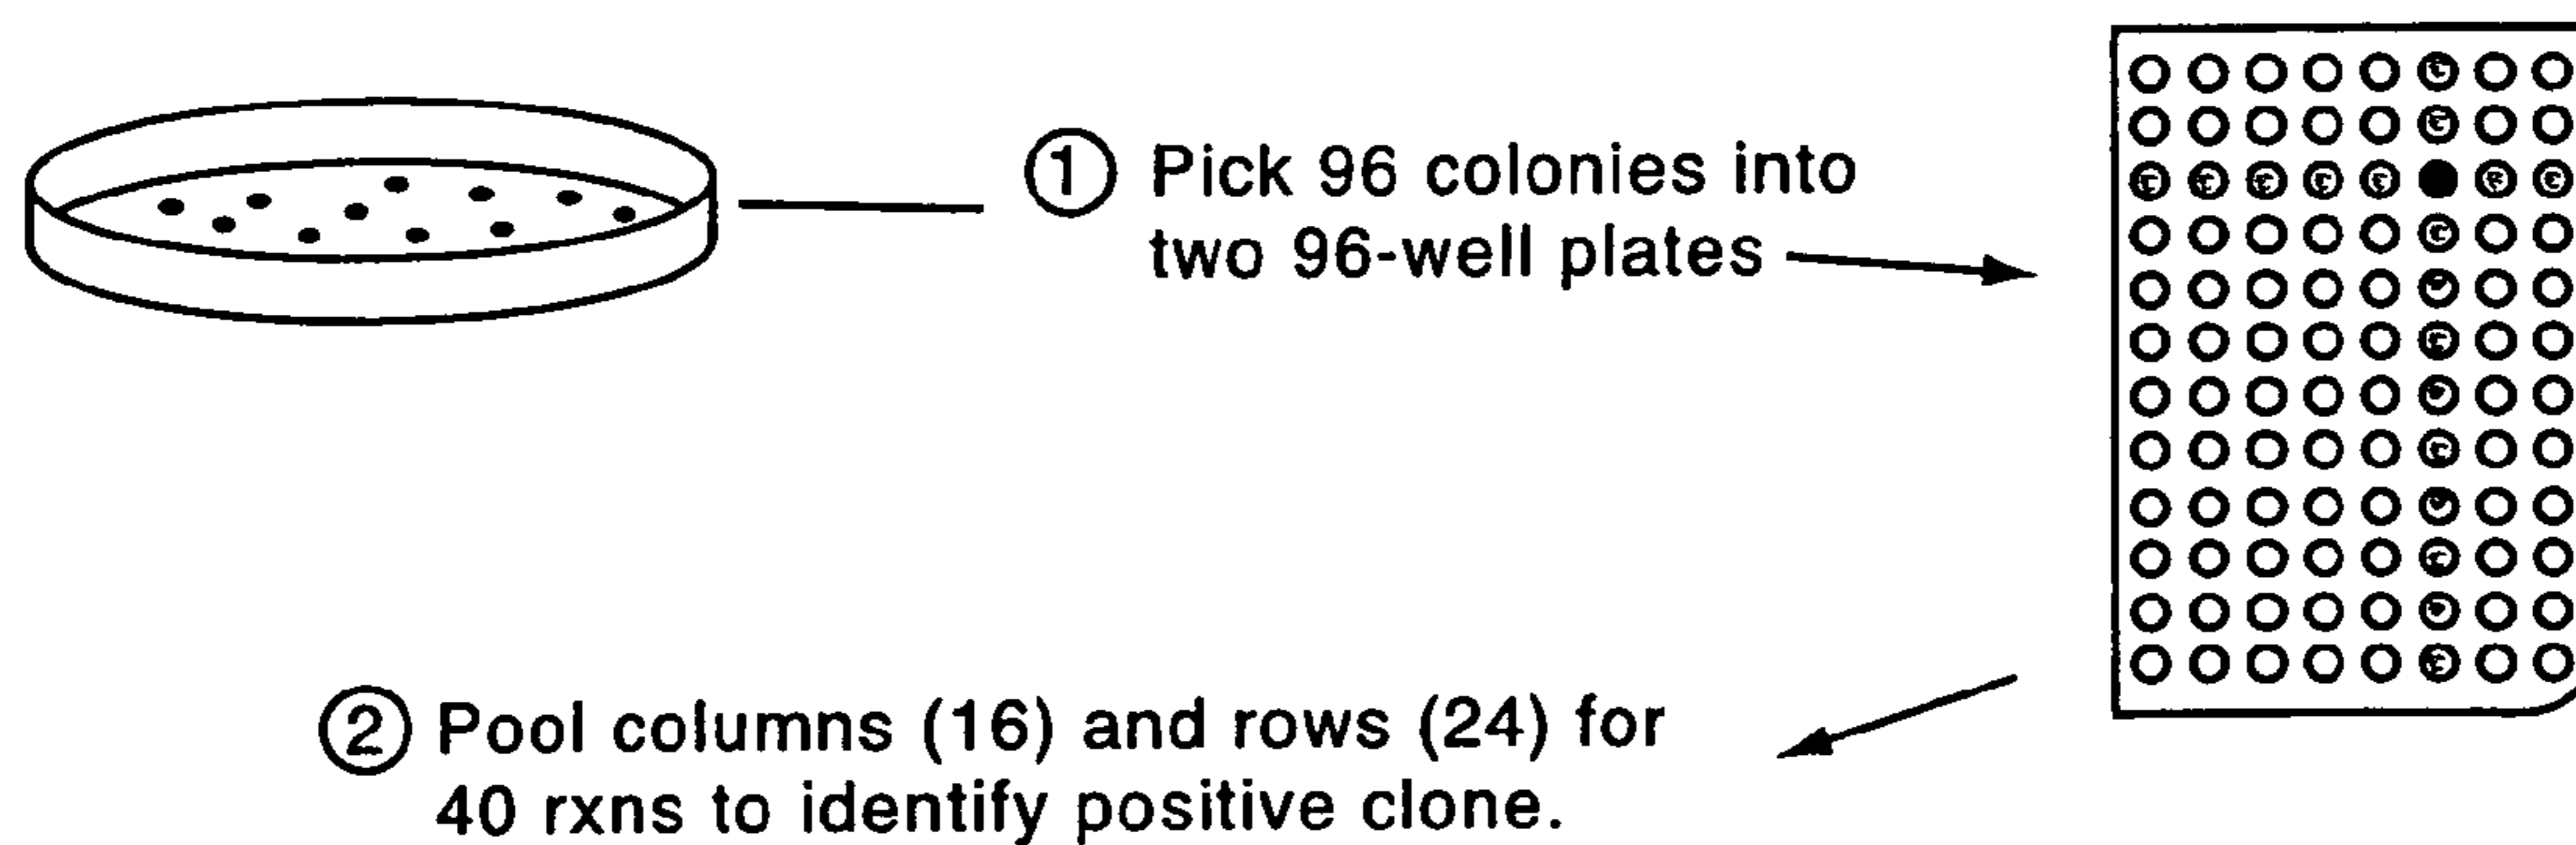 ① Pick 96 colonies into
two 96-well plates
② Pool columns (16) and rows (24) for
40 rxns to identify positive clone.